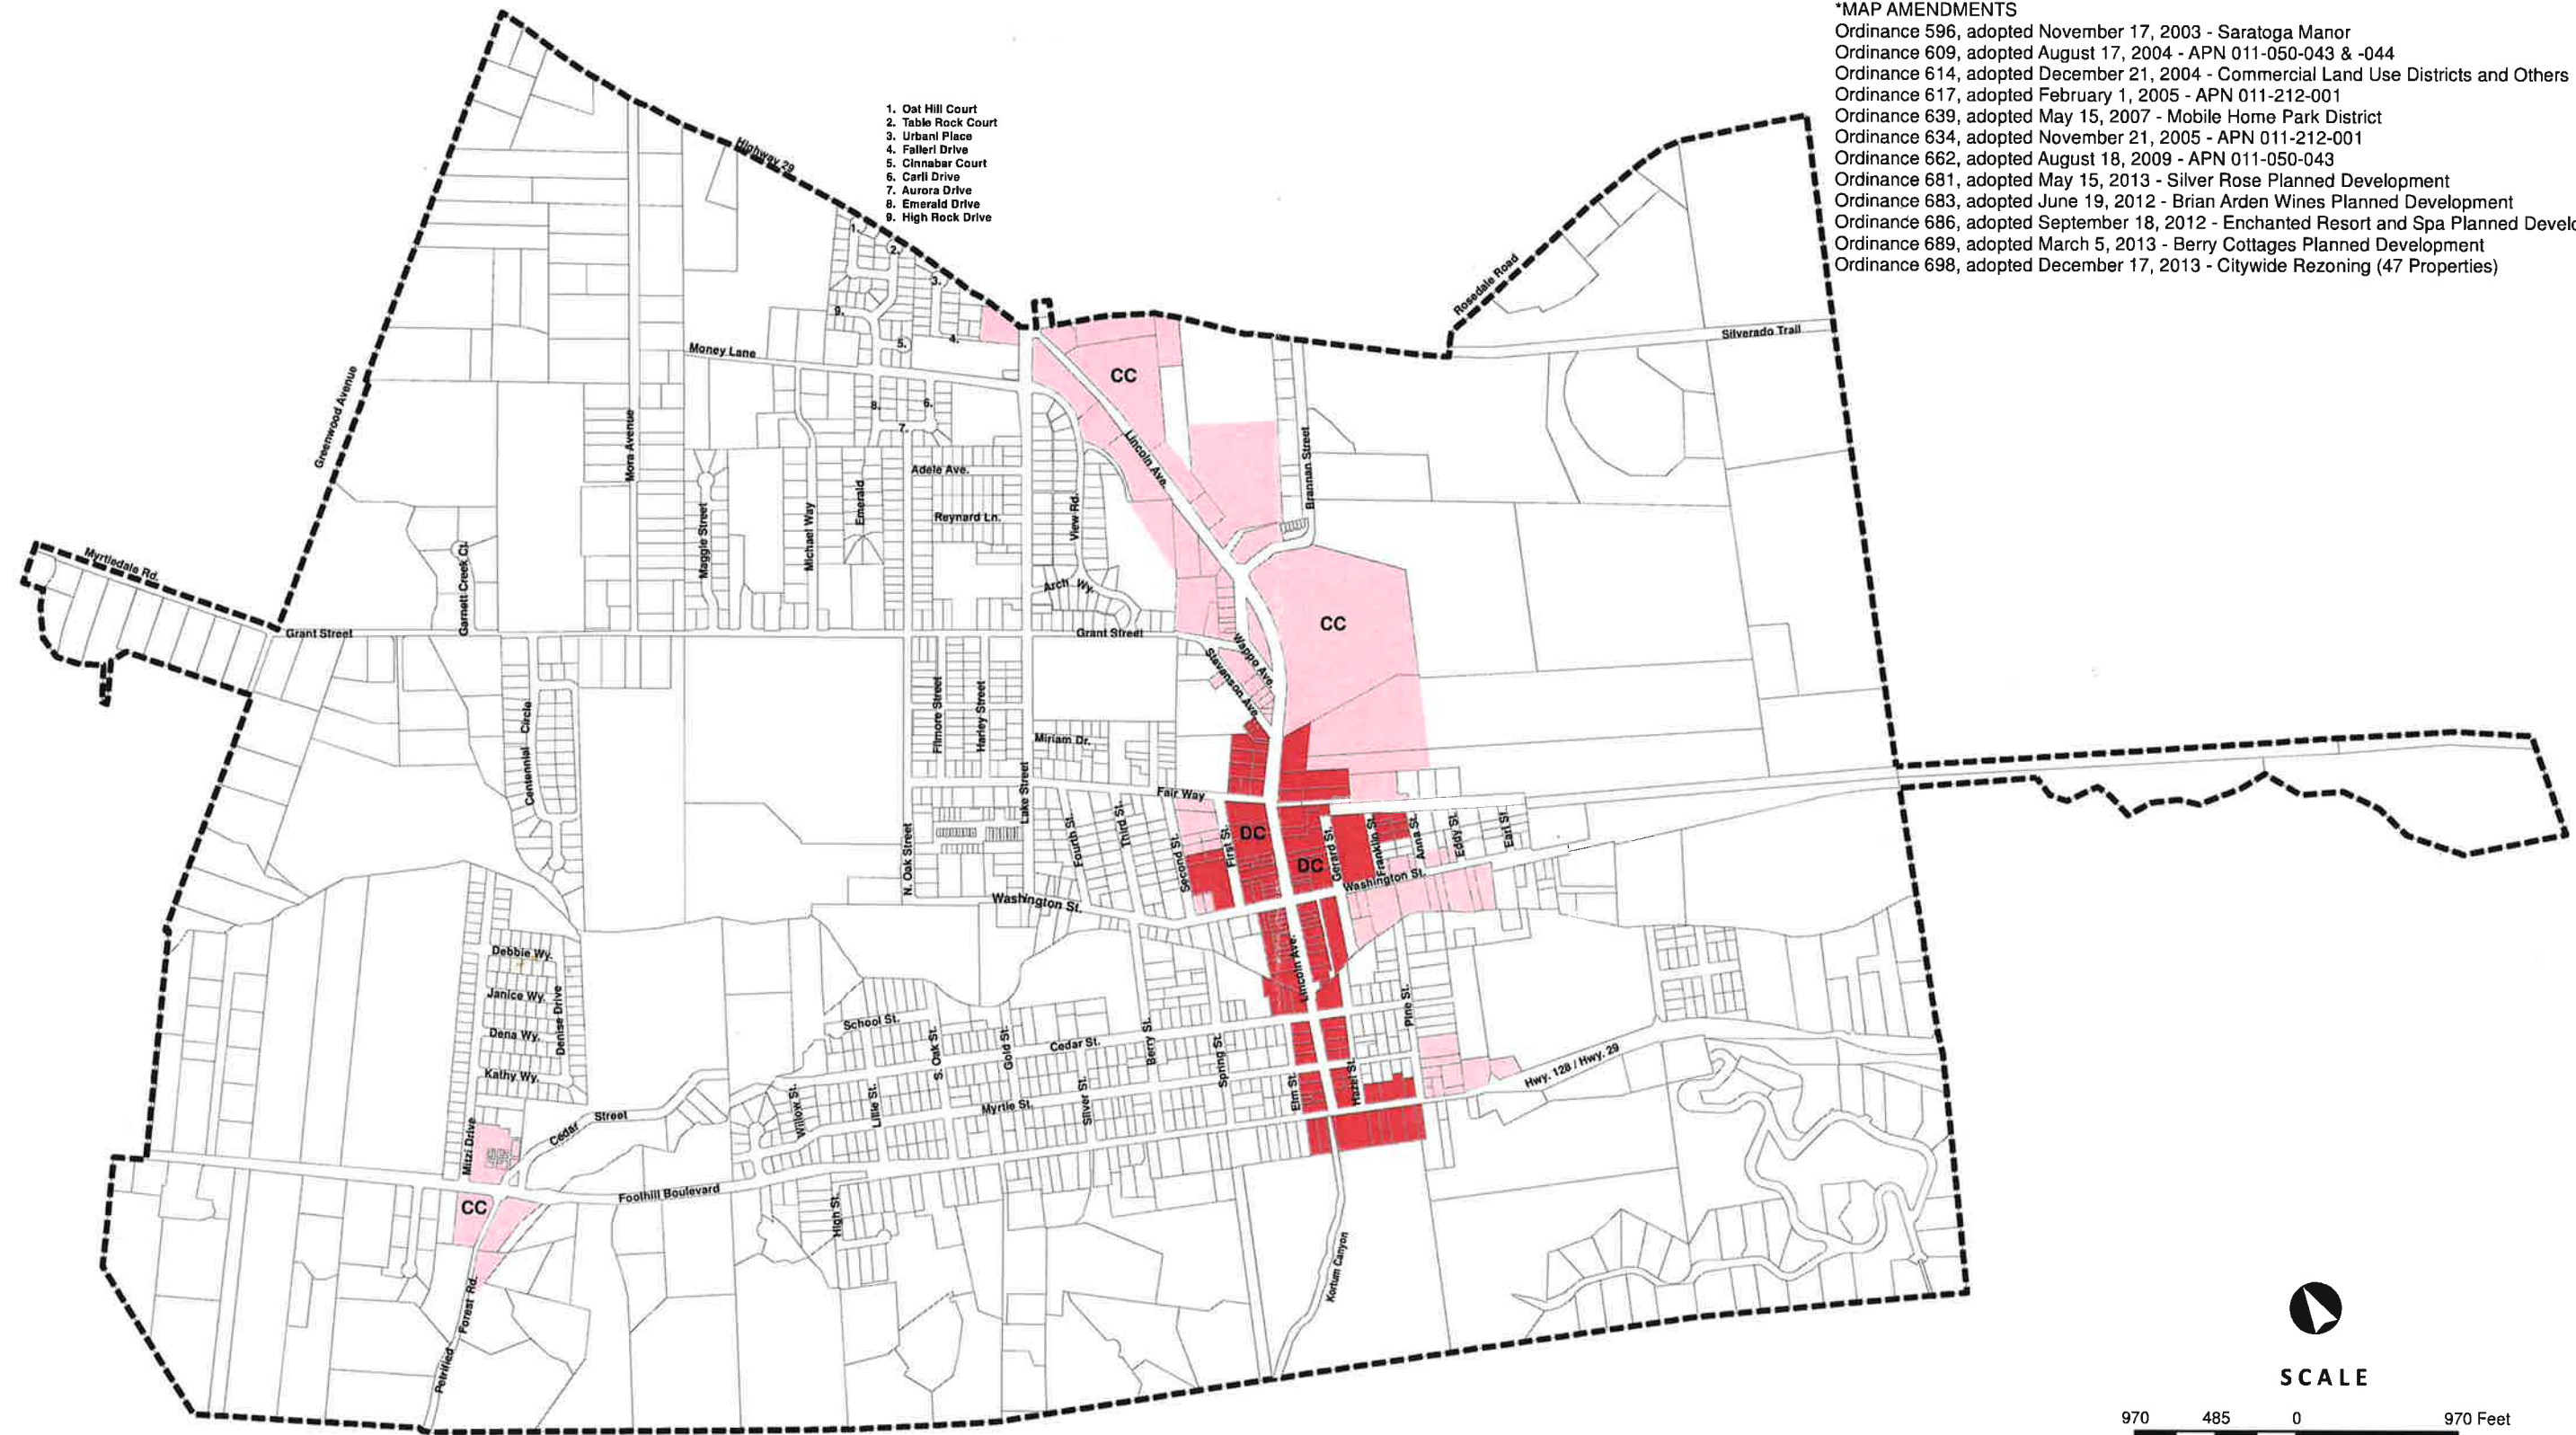 *MAP AMENDMENTS
Ordinance 596, adopted November 17, 2003 - Saratoga Manor
Ordinance 609, adopted August 17, 2004 - APN 011-050-043 & -044
Ordinance 614, adopted December 21, 2004 - Commercial Land Use Districts and Others
Ordinance 617, adopted February 1, 2005 - APN 011-212-001
Ordinance 639, adopted May 15, 2007 - Mobile Home Park District
Ordinance 634, adopted November 21, 2005 - APN 011-212-001
Ordinance 662, adopted August 18, 2009 - APN 011-050-043
Ordinance 681, adopted May 15, 2013 - Silver Rose Planned Development
Ordinance 683, adopted June 19, 2012 - Brian Arden Wines Planned Development
Ordinance 686, adopted September 18, 2012 - Enchanted Resort and Spa Planned Develo
Ordinance 689, adopted March 5, 2013 - Berry Cottages Planned Development
Ordinance 698, adopted December 17, 2013 - Citywide Rezoning (47 Properties)
1. Oat Hill Court
2. Table Rock Court
3. Urbani Place
4. Falleri Drive
5. Cinnabar Court
6. Carli Drive
7. Aurora Drive
8. Emerald Drive
9. High Rock Drive
Highway 29
1.
2.
3.
9.
4.
5.
Rosedale Road
Silverado Trail
Money Lane
CC
Greenwood Avenue
8.
6.
7.
Mora Avenue
Lincoln Ave.
Brannan Street
Adele Ave.
Maggie Street
Michael Way
Emerald
Reynard Ln.
View Rd.
Myrtledale Rd.
Garnett Creek Ct.
Arch Wy.
CC
Grant Street
Grant Street
Wappo Ave.
Stevenson Ave.
Centennial Circle
Filmore Street
Harley Street
Miriam Dr.
Lake Street
Fair Way
N. Oak Street
Fourth St.
Third St.
Second St.
First St.
DC
DC
Gerard St.
Franklin St.
Anna St.
Eddy St.
Earl St.
Washington St.
Washington St.
Debbie Wy.
Janice Wy.
Dena Wy.
Kathy Wy.
Denise Drive
Lincoln Ave.
School St.
S. Oak St.
Gold St.
Cedar St.
Berry St.
Spring St.
Pine St.
Hwy. 128 / Hwy. 29
Mitzi Drive
Cedar Street
Willow St.
Little St.
Myrtle St.
Silver St.
Elm St.
Hazel St.
CC
Foolhill Boulevard
High St.
Petrified Forest Rd.
Kortum Canyon
SCALE
970 485 0 970 Feet